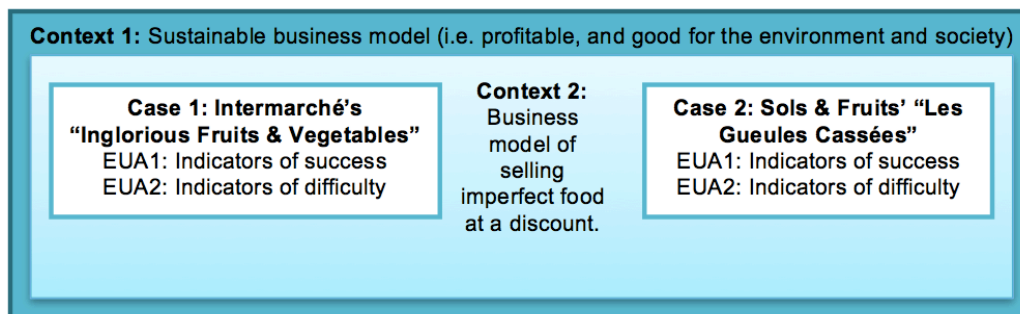 Context 1: Sustainable business model (i.e. profitable, and good for the environment and society)
Case 1: Intermarché’s
“Inglorious Fruits & Vegetables”
EUA1: Indicators of success
EUA2: Indicators of difficulty
Context 2:
Business
model of
selling
imperfect food
at a discount.
Case 2: Sols & Fruits’ “Les
Gueules Cassées”
EUA1: Indicators of success
EUA2: Indicators of difficulty